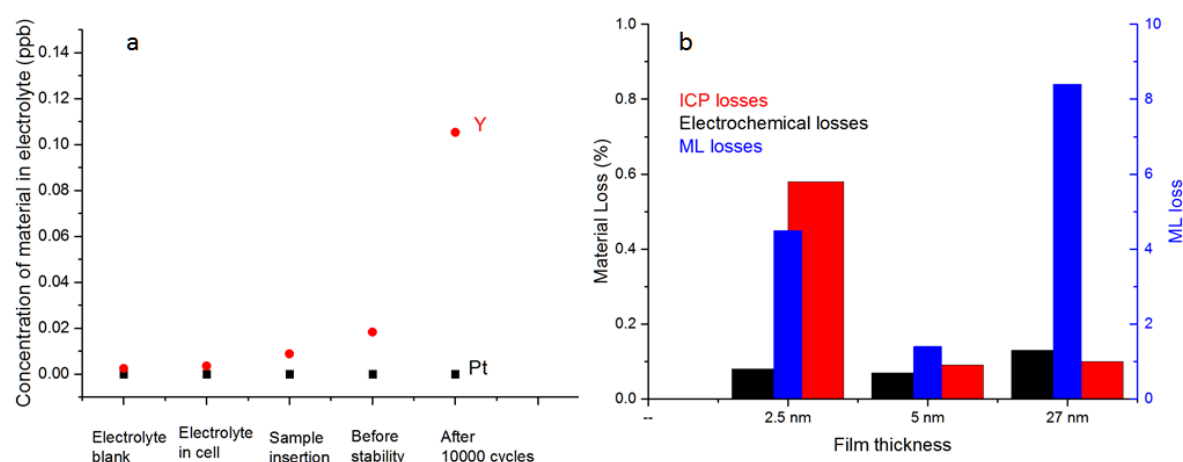 a
Concentration of material in electrolyte (ppb)
0.14
0.12
0.10
0.08
0.06
0.04
0.02
0.00
Y
Pt
Electrolyte
blank
Electrolyte
in cell
Sample
insertion
Before
stability
After
10000 cycles
b
Material Loss (%)
1.0
0.8
0.6
0.4
0.2
0.0
ICP losses
Electrochemical losses
ML losses
10
8
6
4
2
0
ML loss
--
2.5 nm
5 nm
27 nm
Film thickness